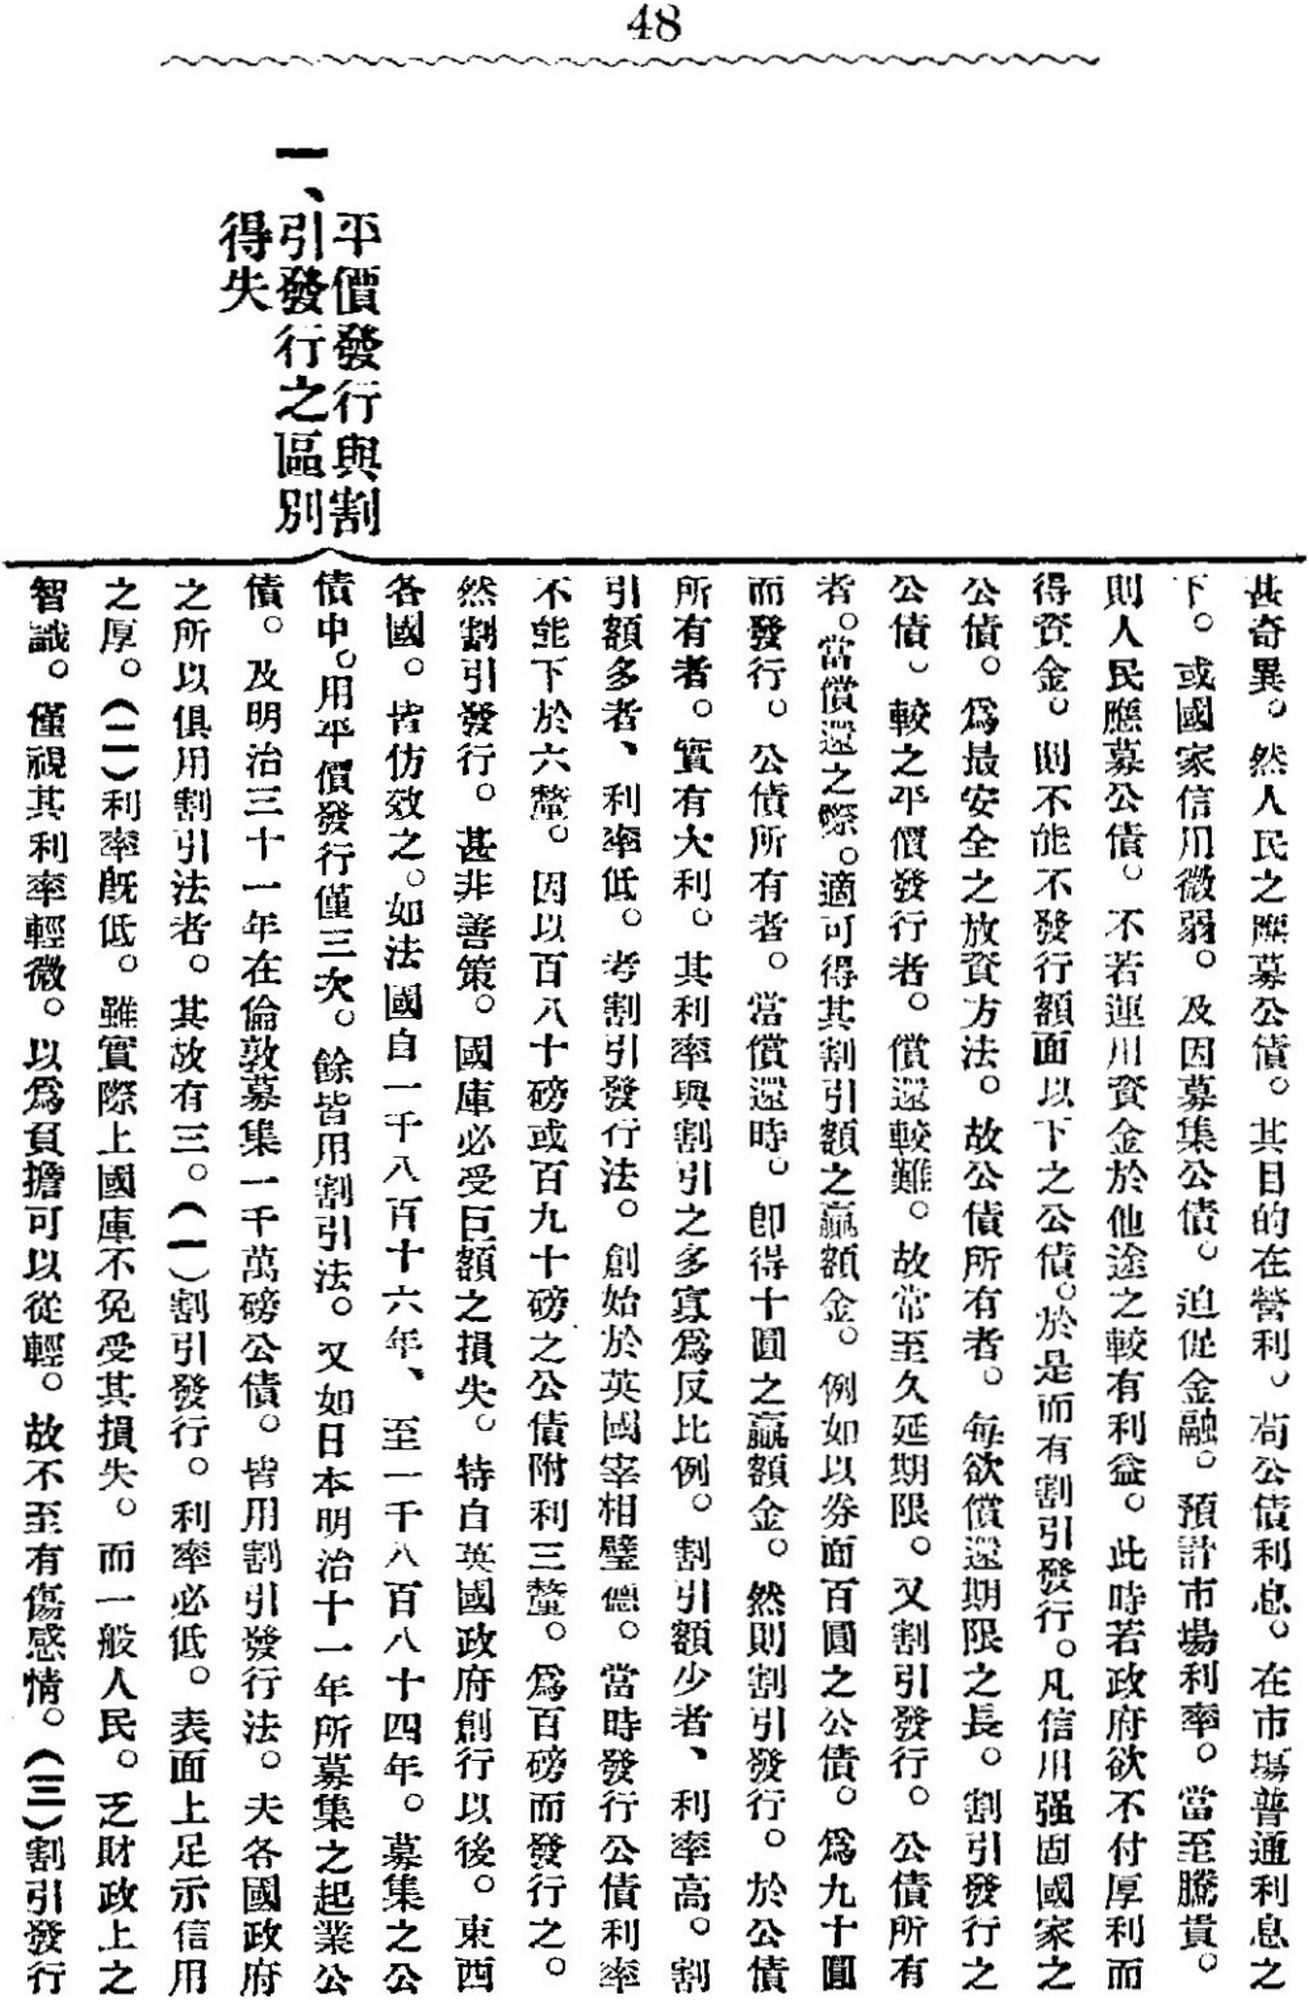 48
一、
平價發行與割
引發行之區別
得失
甚奇異。然人民之應募公債。其目的在營利。苟公債利息。在市場普通利息之
下。或國家信用微弱。及因募集公債。迫促金融。預計市場利率。當至騰貴。
則人民應募公債。不若運用資金於他途之較有利益。此時若政府欲不付厚利而
得資金。則不能不發行額面以下之公債。於是而有割引發行。凡信用强固國家之
公債。爲最安全之放資方法。故公債所有者。每欲償還期限之長。割引發行之
公債。較之平價發行者。償還較難。故常至久延期限。又割引發行。公債所有
者。當償還之際。適可得其割引額之贏額金。例如以券面百圓之公債。爲九十圓
而發行。公債所有者。當償還時。卽得十圓之贏額金。然則割引發行。於公債
所有者。實有大利。其利率與割引之多寡爲反比例。割引額少者、利率高。割
引額多者、利率低。考割引發行法。創始於英國宰相璧德。當時發行公債利率
不能下於六釐。因以百八十磅或百九十磅之公債附利三釐。爲百磅而發行之。
然割引發行。甚非善策。國庫必受巨額之損失。特自英國政府創行以後。東西
各國。皆仿效之。如法國自一千八百十六年、至一千八百八十四年。募集之公
債中。用平價發行僅三次。餘皆用割引法。又如日本明治十一年所募集之起業公
債。及明治三十一年在倫敦募集一千萬磅公債。皆用割引發行法。夫各國政府
之所以俱用割引法者。其故有三。（一）割引發行。利率必低。表面上足示信用
之厚。（二）利率旣低。雖實際上國庫不免受其損失。而一般人民。乏財政上之
智識。僅視其利率輕微。以爲負擔可以從輕。故不至有傷感情。（三）割引發行